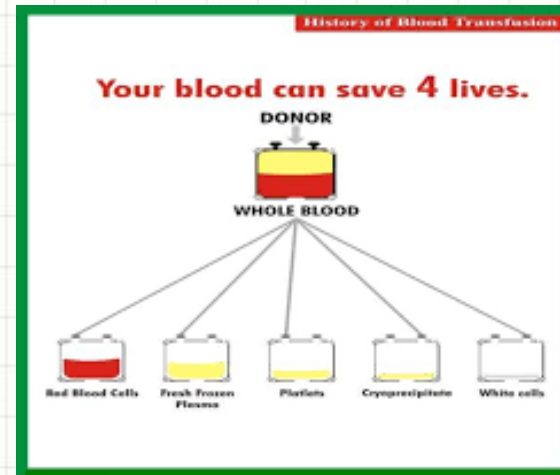 History of Blood Transfusion
Your blood can save 4 lives.
DONOR
WHOLE BLOOD
Red Blood Cells
Fresh Frozen
Plasma
Platlets
Cryoprecipitate
White cells